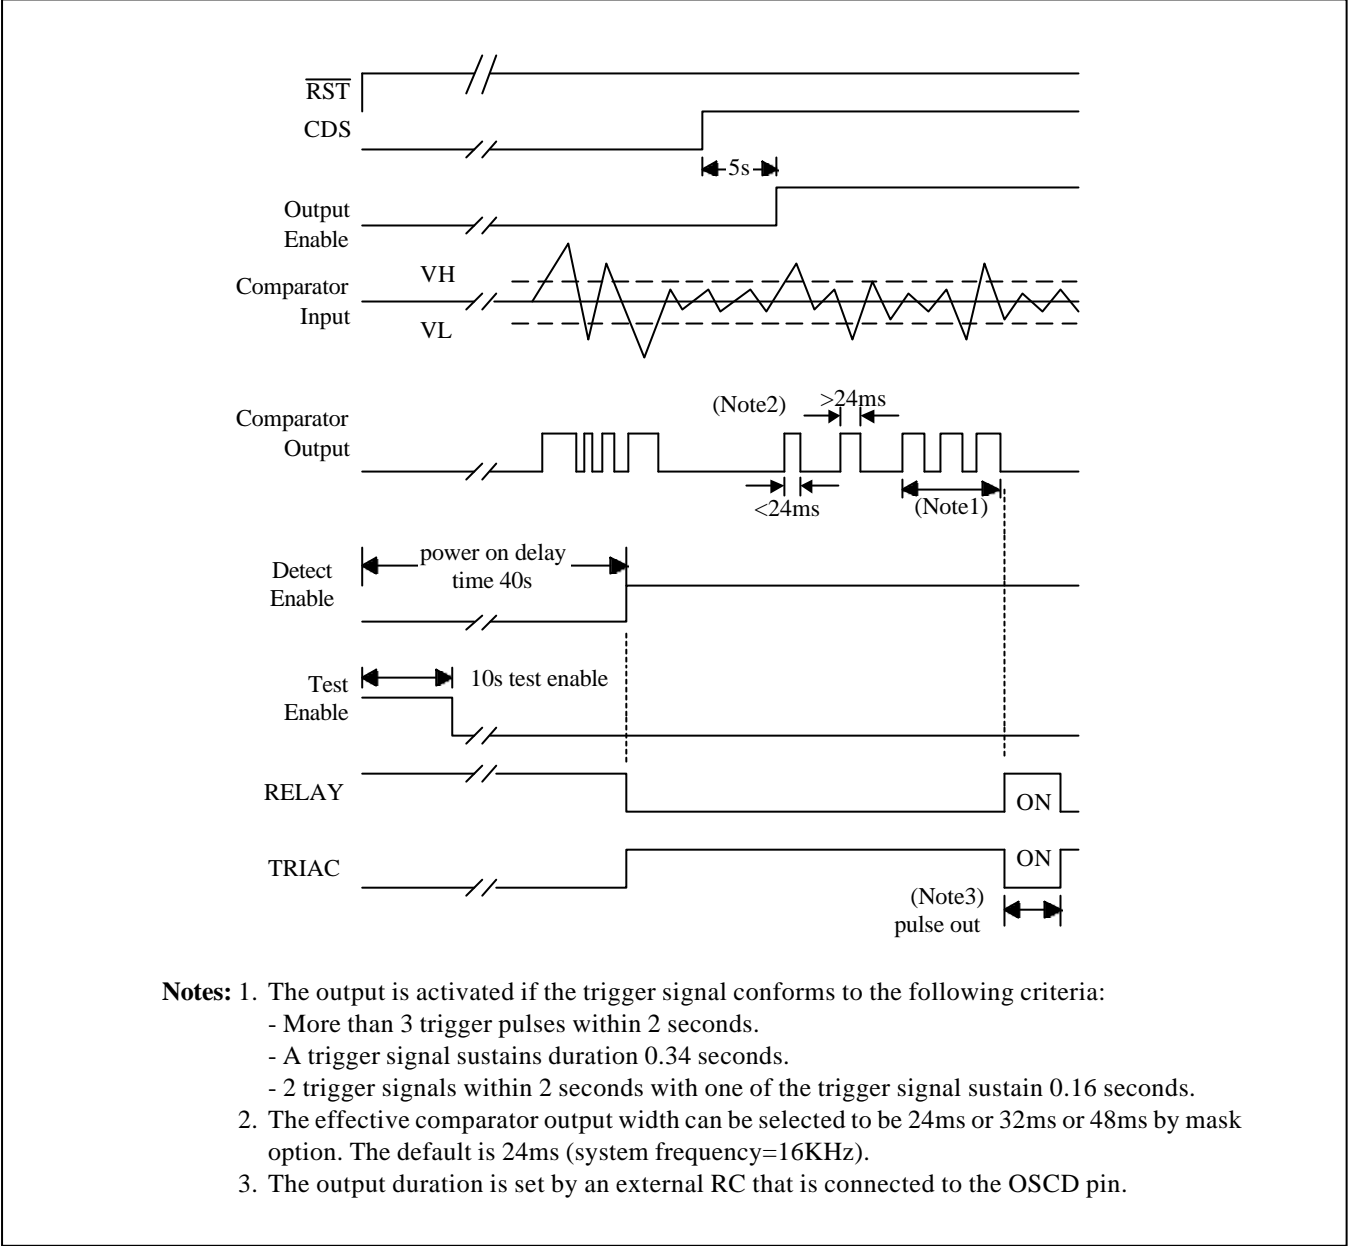 RST
CDS
5s
Output
Enable
VH
Comparator
Input
VL
(Note2)
>24ms
Comparator
Output
<24ms
(Note1)
power on delay
time 40s
Detect
Enable
10s test enable
Test
Enable
RELAY
ON
TRIAC
ON
(Note3)
pulse out
Notes: 1. The output is activated if the trigger signal conforms to the following criteria:
- More than 3 trigger pulses within 2 seconds.
- A trigger signal sustains duration 0.34 seconds.
- 2 trigger signals within 2 seconds with one of the trigger signal sustain 0.16 seconds.
2. The effective comparator output width can be selected to be 24ms or 32ms or 48ms by mask
option. The default is 24ms (system frequency=16KHz).
3. The output duration is set by an external RC that is connected to the OSCD pin.